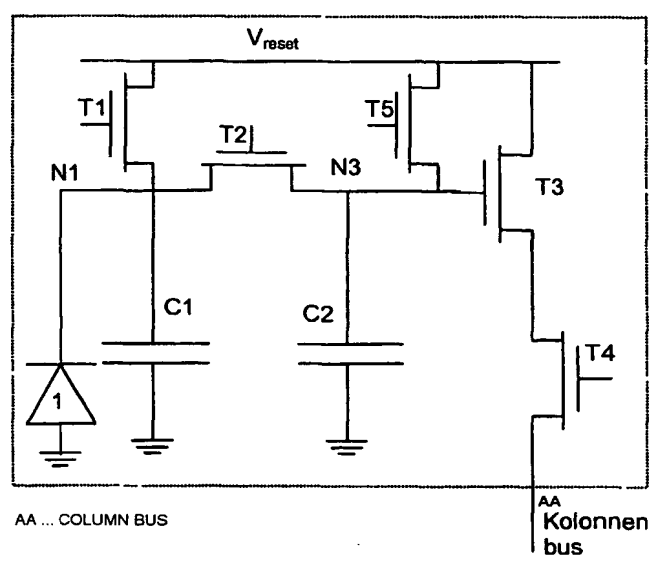 Vreset
T1
T5
T2
N1
N3
T3
C1
C2
T4
1
AA
AA ... COLUMN BUS
Kolonnen
bus